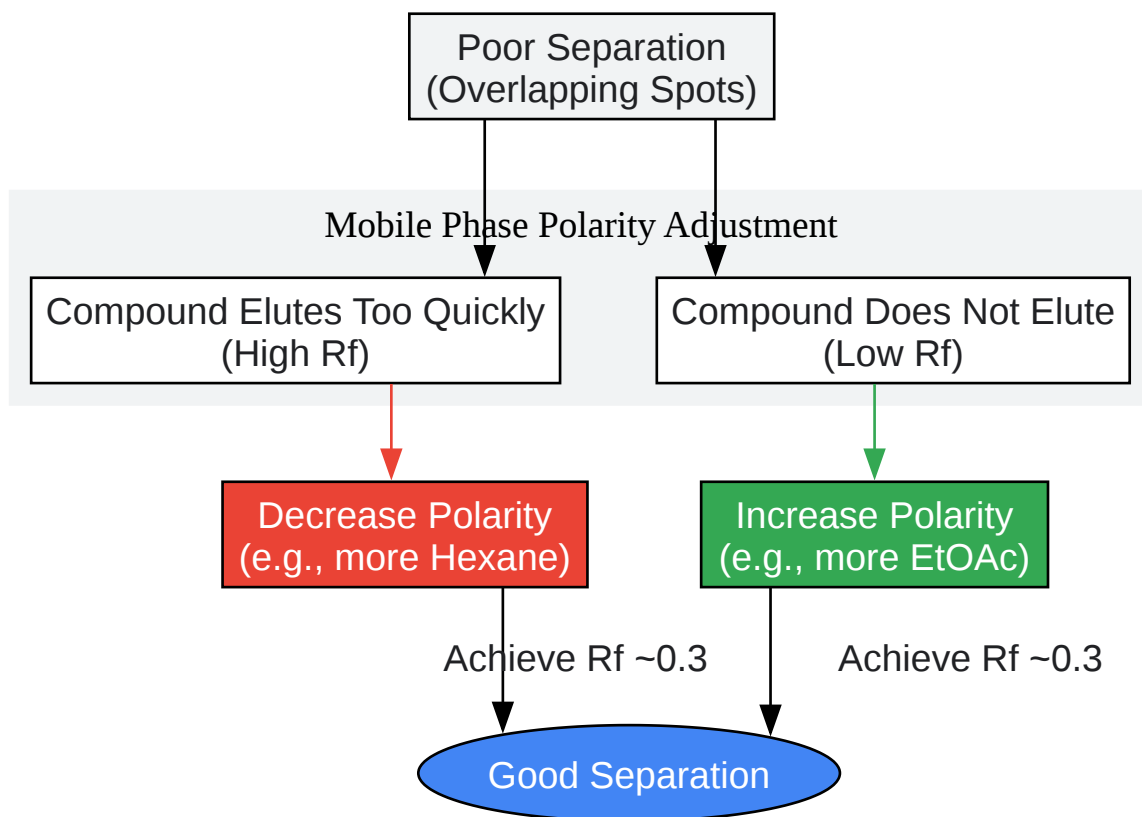 Poor Separation
(Overlapping Spots)
Mobile Phase Polarity Adjustment
Compound Elutes Too Quickly
(High Rf)
Compound Does Not Elute
(Low Rf)
Decrease Polarity
(e.g., more Hexane)
Increase Polarity
(e.g., more EtOAc)
Achieve Rf ~0.3
Achieve Rf ~0.3
Good Separation